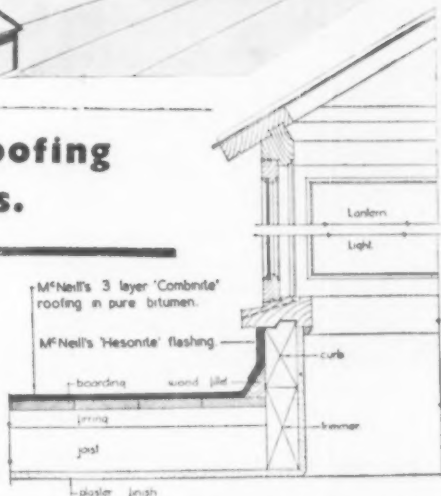 oofing
s.
Lantern
Light.
McNeill's 3 layer 'Combinite'
roofing in pure bitumen.
McNeill's 'Hesonite' flashing.
curb
boarding wood fillet
firring
trimmer
joist
plaster finish